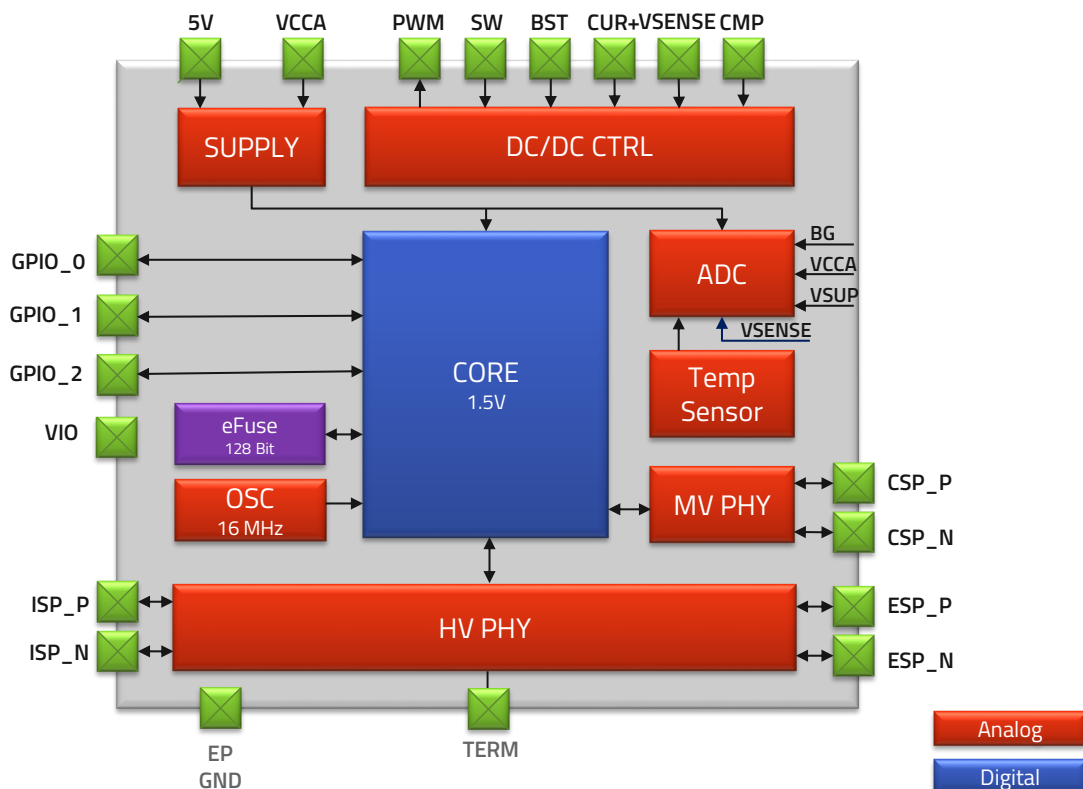 5V VCCA PWM SW BST CUR+ VSENSE CMP
SUPPLY
DC/DC CTRL
GPIO_0
GPIO_1
GPIO_2
VIO
CORE
1.5V
ADC
BG
VCCA
VSUP
VSENSE
Temp
Sensor
eFuse
128 Bit
OSC
16 MHz
MV PHY
CSP_P
CSP_N
ISP_P
ISP_N
HV PHY
ESP_P
ESP_N
EP
GND
TERM
Analog
Digital